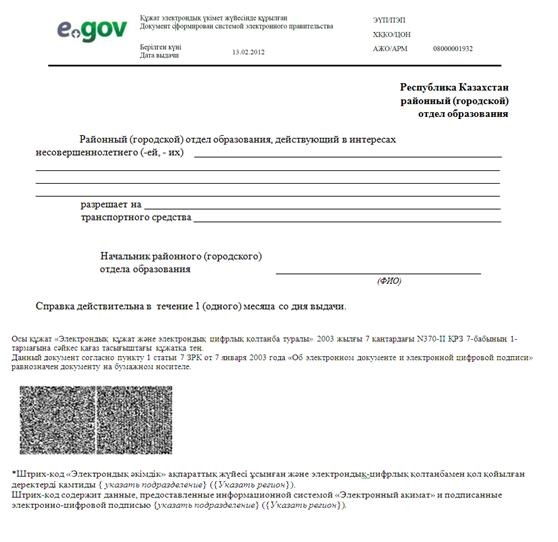 e.gov
Құжат электрондық үкімет жүйесінде құрылған
Документ сформирован системой электронного правительства
Берілген күні
Дата выдачи
13.02.2012
ЭҮП/ПЭП
ХҚКО/ЦОН
АЖО/АРМ 08000001932
Республика Казахстан
районный (городской)
отдел образования
Районный (городской) отдел образования, действующий в интересах
несовершеннолетнего (-ей, - их)
разрешает на
транспортного средства
Начальник районного (городского)
отдела образования
(ФИО)
Справка действительна в течение 1 (одного) месяца со дня выдачи.
Осы құжат «Электрондық құжат және электрондық цифрлық қолтанба туралы» 2003 жылғы 7 қантардағы N370-II ҚРЗ 7-бабынын 1-
тармағына сәйкес қағаз тасығыштағы құжатқа тен.
Данный документ согласно пункту 1 статьи 7 ЗРК от 7 января 2003 года «Об электронном документе и электронной цифровой подписи»
равнозначен документу на бумажном носителе.
*Штрих-код «Электрондық әкімдік» ақпараттық жүйесі ұсынған және электрондық-цифрлық қолтанбамен қол қойылған
деректерді қамтиды { указать подразделение} ({Указать регион}).
Штрих-код содержит данные, предоставленные информационной системой «Электронный акимат» и подписанные
электронно-цифровой подписью { указать подразделение} ({Указать регион}).